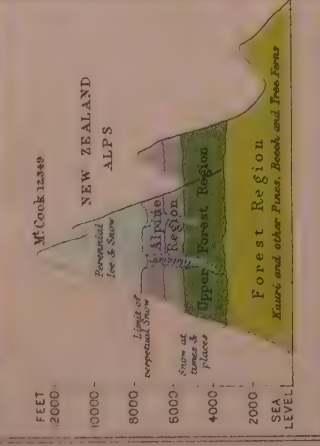 FEET
12000
Mt. Cook 12,349
10000
NEW ZEALAND
ALPS
Perennial
Ice & Snow
8000
Limit of
perpetual Snow
Alpine
Region
6000
Snow at
times &
places
Upper Forest Region
4000
2000
Forest Region
Kauri and other Pines, Beech and Tree Ferns
SEA
LEVEL